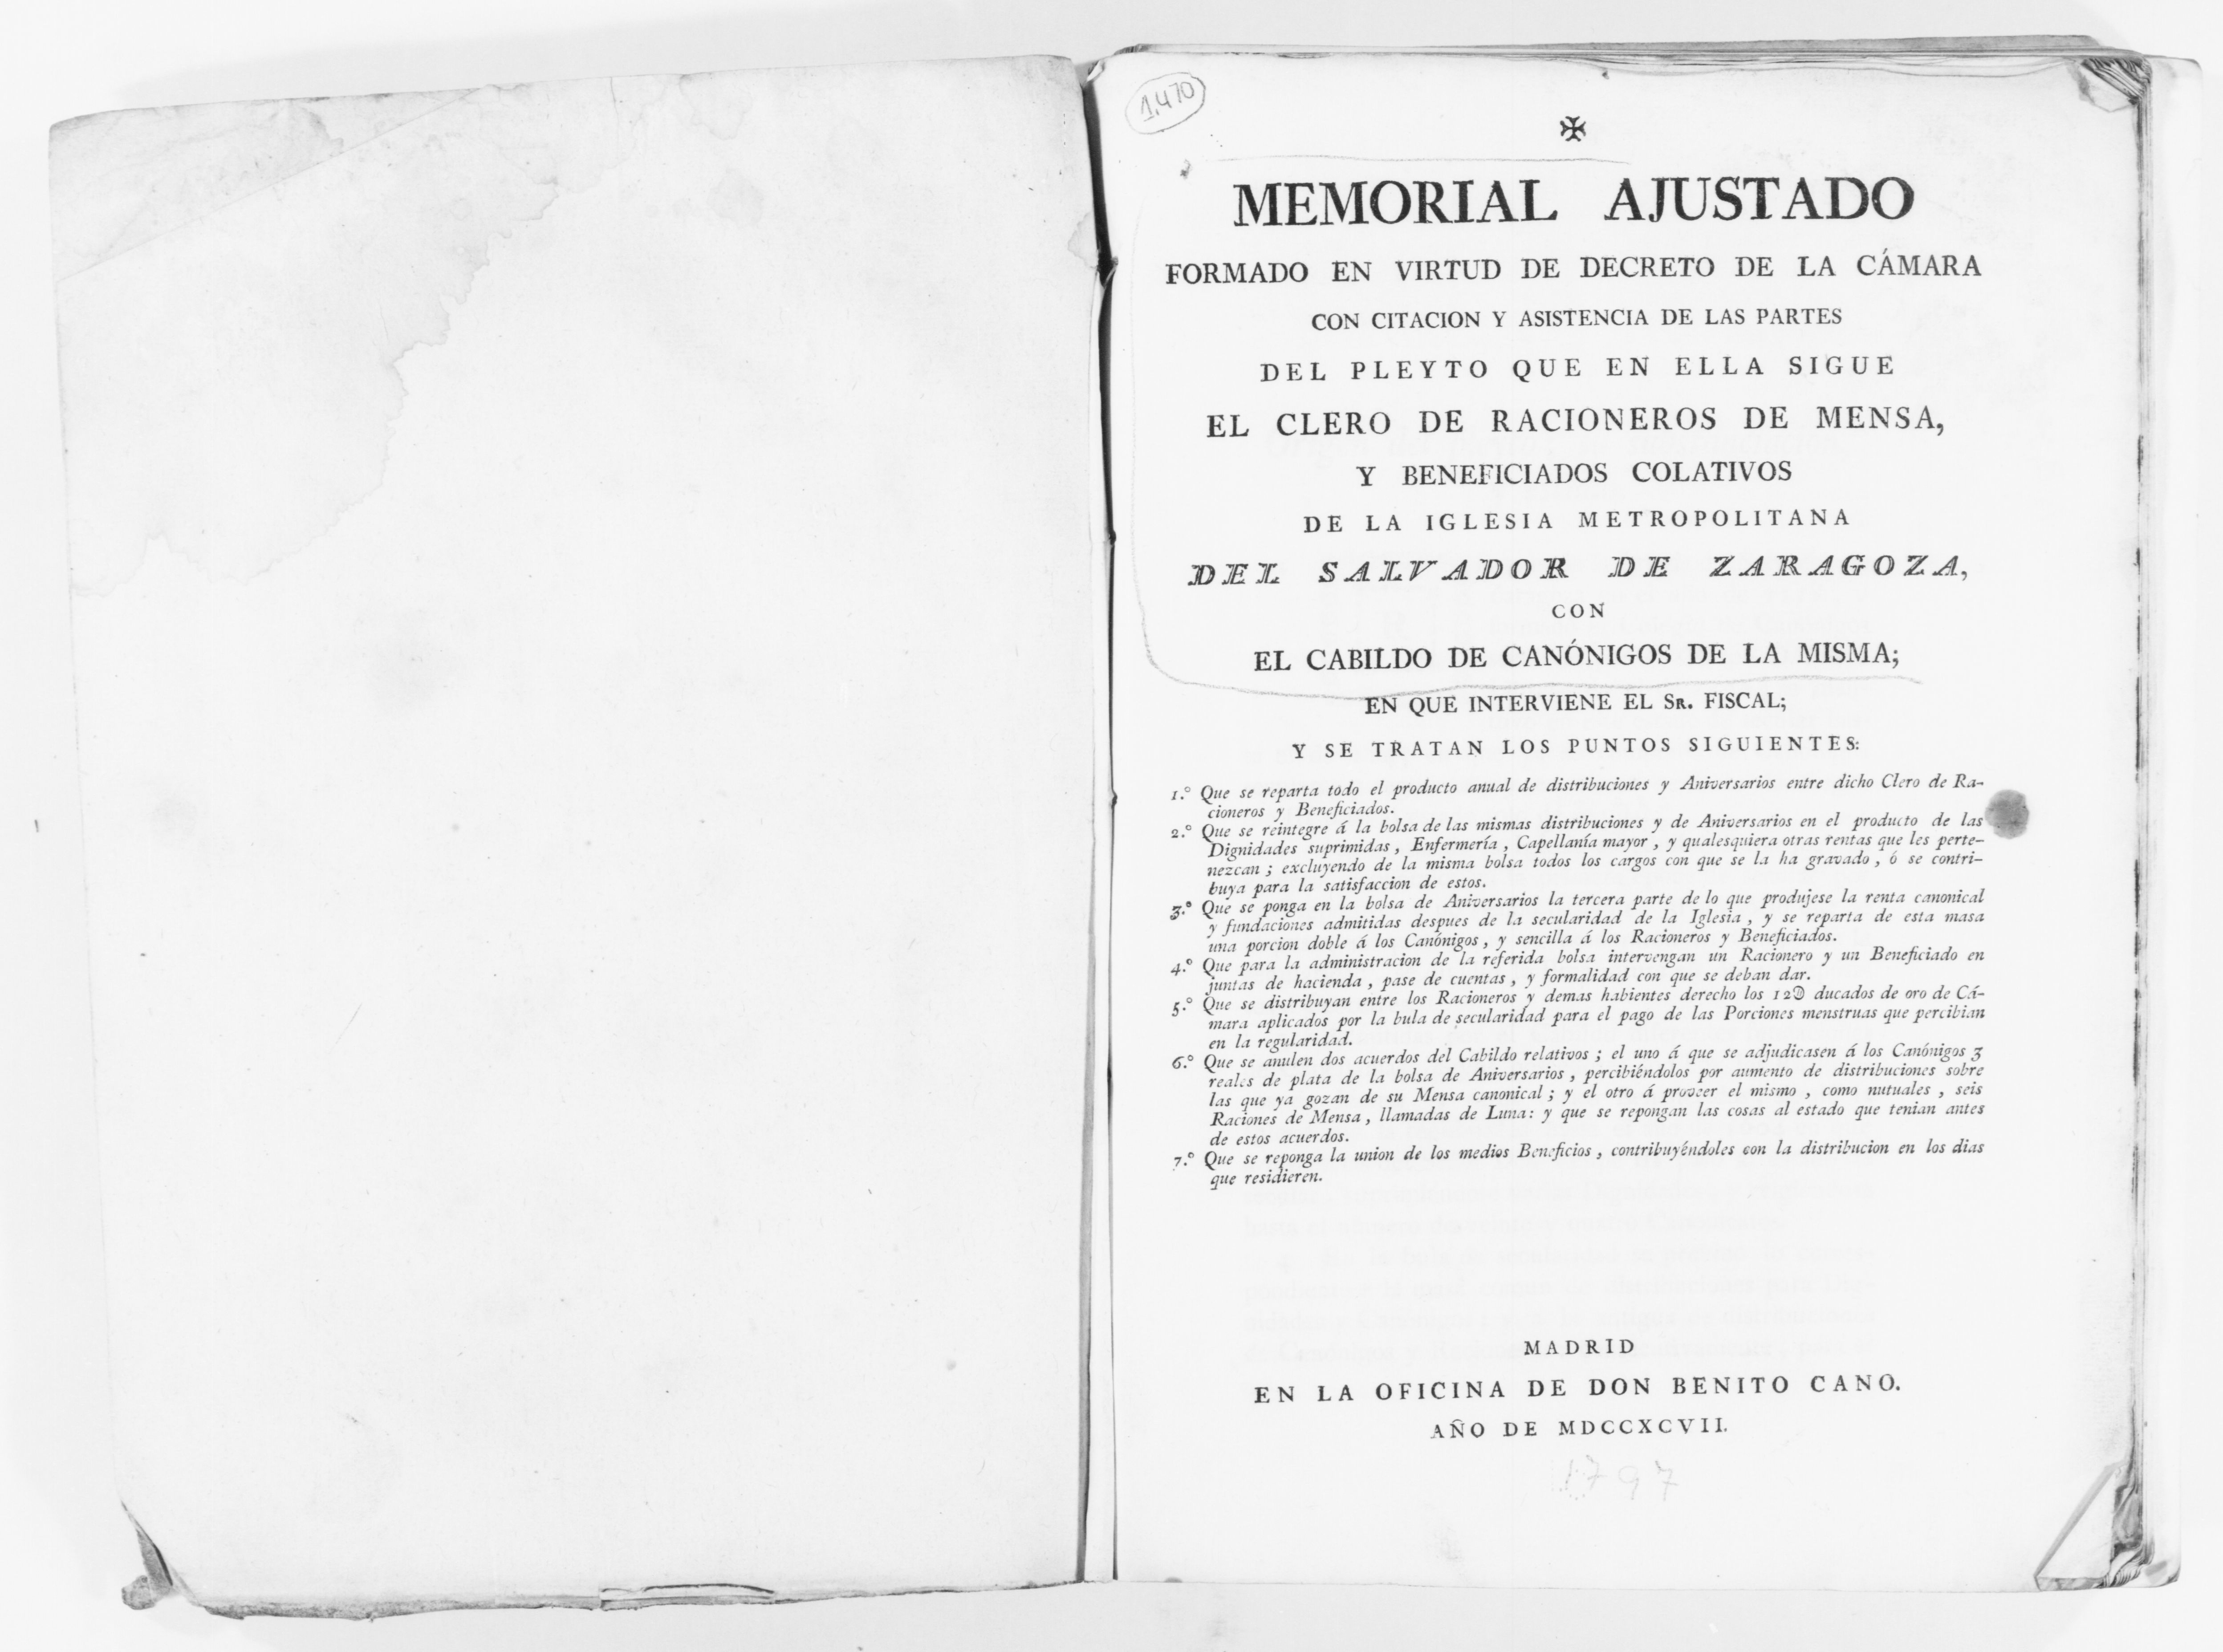 1.470
✠
MEMORIAL AJUSTADO
FORMADO EN VIRTUD DE DECRETO DE LA CÁMARA
CON CITACION Y ASISTENCIA DE LAS PARTES
DEL PLEYTO QUE EN ELLA SIGUE
EL CLERO DE RACIONEROS DE MENSA,
Y BENEFICIADOS COLATIVOS
DE LA IGLESIA METROPOLITANA
DEL SALVADOR DE ZARAGOZA,
CON
EL CABILDO DE CANÓNIGOS DE LA MISMA;
EN QUE INTERVIENE EL SR. FISCAL;
Y SE TRATAN LOS PUNTOS SIGUIENTES:
1.º Que se reparta todo el producto anual de distribuciones y Aniversarios entre dicho Clero de Ra-
cioneros y Beneficiados.
2.º Que se reintegre á la bolsa de las mismas distribuciones y de Aniversarios en el producto de las
Dignidades suprimidas, Enfermería, Capellanía mayor, y qualesquiera otras rentas que les perte-
nezcan; excluyendo de la misma bolsa todos los cargos con que se la ha gravado, ó se contri-
buya para la satisfaccion de estos.
3.º Que se ponga en la bolsa de Aniversarios la tercera parte de lo que produjese la renta canonical
y fundaciones admitidas despues de la secularidad de la Iglesia, y se reparta de esta masa
una porcion doble á los Canónigos, y sencilla á los Racioneros y Beneficiados.
4.º Que para la administracion de la referida bolsa intervengan un Racionero y un Beneficiado en
juntas de hacienda, pase de cuentas, y formalidad con que se deban dar.
5.º Que se distribuyan entre los Racioneros y demas habientes derecho los 12D ducados de oro de Cá-
mara aplicados por la bula de secularidad para el pago de las Porciones menstruas que percibian
en la regularidad.
6.º Que se anulen dos acuerdos del Cabildo relativos; el uno á que se adjudicasen á los Canónigos 3
reales de plata de la bolsa de Aniversarios, percibiéndolos por aumento de distribuciones sobre
las que ya gozan de su Mensa canonical; y el otro á proveer el mismo, como nutuales, seis
Raciones de Mensa, llamadas de Luna: y que se repongan las cosas al estado que tenian antes
de estos acuerdos.
7.º Que se reponga la union de los medios Beneficios, contribuyéndoles con la distribucion en los dias
que residieren.
MADRID
EN LA OFICINA DE DON BENITO CANO.
AÑO DE MDCCXCVII.
1797